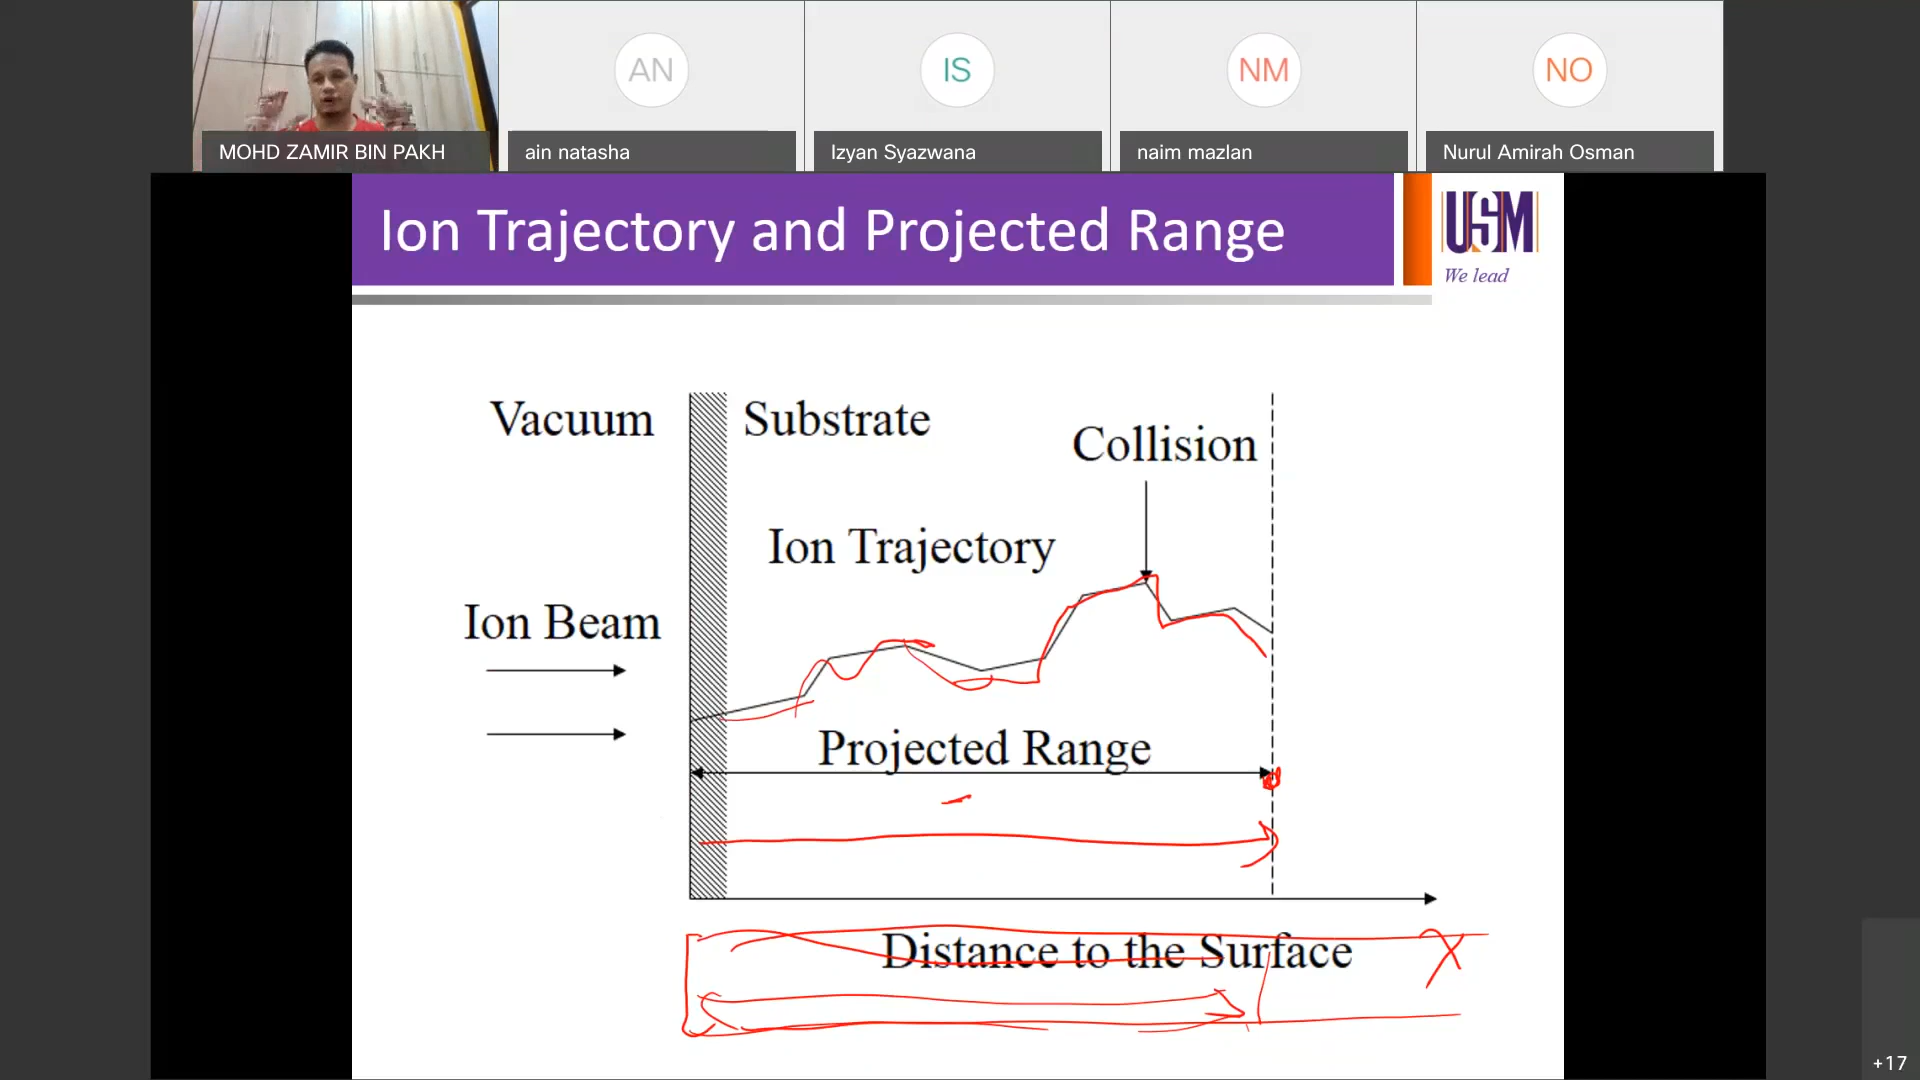 AN
IS
NM
NO
MOHD ZAMIR BIN PAKH
ain natasha
Izyan Syazwana
naim mazlan
Nurul Amirah Osman
Ion Trajectory and Projected Range
USM
We lead
Vacuum
Substrate
Collision
Ion Trajectory
Ion Beam
Projected Range
Distance to the Surface
X
+17